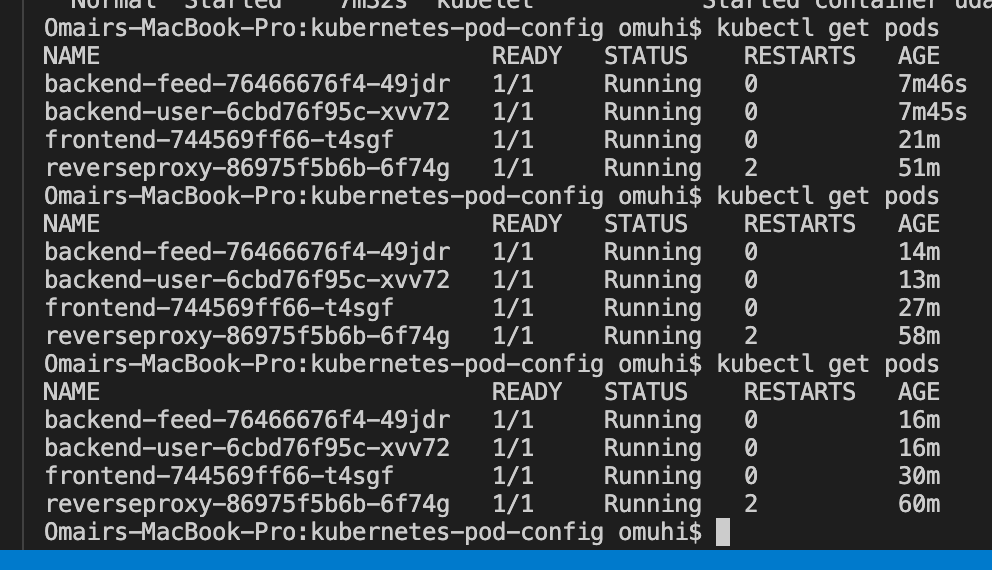 Normal  Started    7m32s  kubelet            Started container uda
Omairs-MacBook-Pro:kubernetes-pod-config omuhi$ kubectl get pods
NAME                            READY   STATUS    RESTARTS   AGE
backend-feed-76466676f4-49jdr   1/1     Running   0          7m46s
backend-user-6cbd76f95c-xvv72   1/1     Running   0          7m45s
frontend-744569ff66-t4sgf       1/1     Running   0          21m
reverseproxy-86975f5b6b-6f74g   1/1     Running   2          51m
Omairs-MacBook-Pro:kubernetes-pod-config omuhi$ kubectl get pods
NAME                            READY   STATUS    RESTARTS   AGE
backend-feed-76466676f4-49jdr   1/1     Running   0          14m
backend-user-6cbd76f95c-xvv72   1/1     Running   0          13m
frontend-744569ff66-t4sgf       1/1     Running   0          27m
reverseproxy-86975f5b6b-6f74g   1/1     Running   2          58m
Omairs-MacBook-Pro:kubernetes-pod-config omuhi$ kubectl get pods
NAME                            READY   STATUS    RESTARTS   AGE
backend-feed-76466676f4-49jdr   1/1     Running   0          16m
backend-user-6cbd76f95c-xvv72   1/1     Running   0          16m
frontend-744569ff66-t4sgf       1/1     Running   0          30m
reverseproxy-86975f5b6b-6f74g   1/1     Running   2          60m
Omairs-MacBook-Pro:kubernetes-pod-config omuhi$